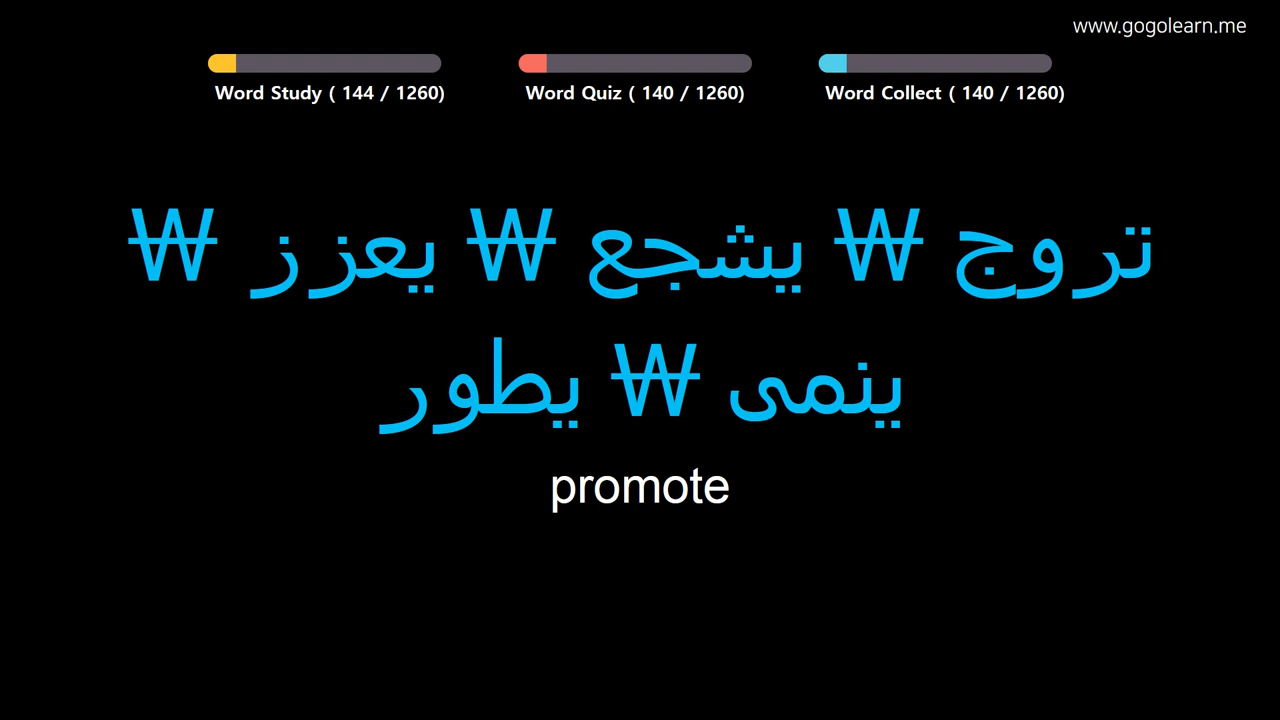 www.gogolearn.me
Word Study ( 144 / 1260)
Word Quiz ( 140 / 1260)
Word Collect ( 140 / 1260)
تروج ₩ يشجع ₩ يعزز ₩
ينمى ₩ يطور
promote